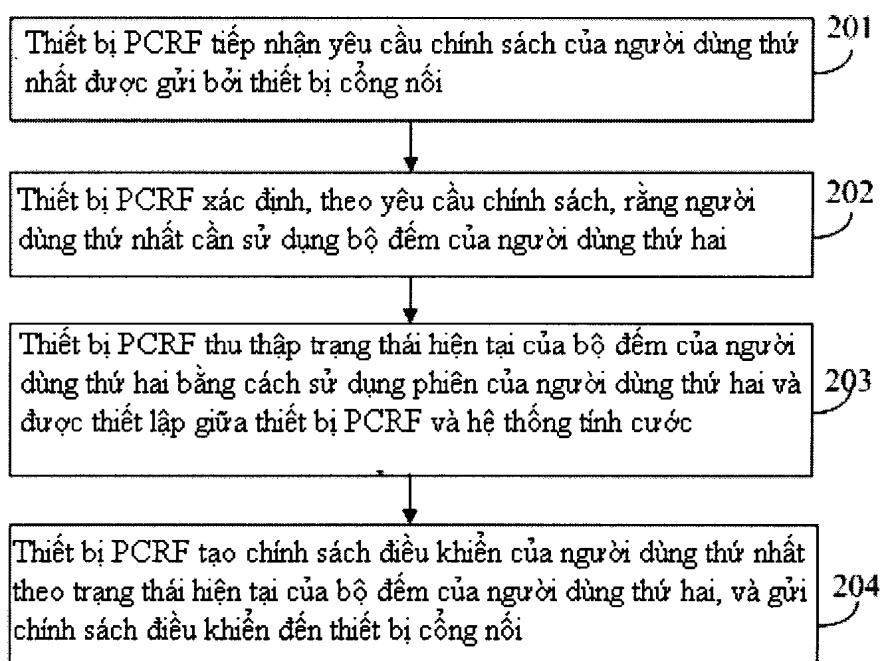 Thiết bị PCRF tiếp nhận yêu cầu chính sách của người dùng thứ
nhất được gửi bởi thiết bị cổng nối
201
Thiết bị PCRF xác định, theo yêu cầu chính sách, rằng người
dùng thứ nhất cần sử dụng bộ đếm của người dùng thứ hai
202
Thiết bị PCRF thu thập trạng thái hiện tại của bộ đếm của người
dùng thứ hai bằng cách sử dụng phiên của người dùng thứ hai và
được thiết lập giữa thiết bị PCRF và hệ thống tính cước
203
Thiết bị PCRF tạo chính sách điều khiển của người dùng thứ nhất
theo trạng thái hiện tại của bộ đếm của người dùng thứ hai, và gửi
chính sách điều khiển đến thiết bị cổng nối
204